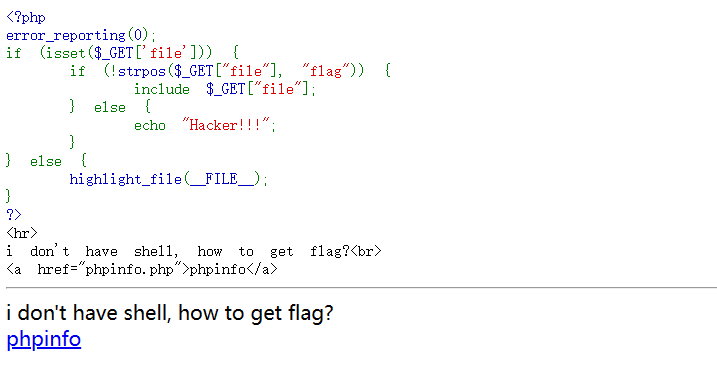 <?php
error_reporting(0);
if (isset($_GET['file'])) {
if (!strpos($_GET["file"], "flag")) {
include $_GET["file"];
} else {
echo "Hacker!!!";
}
} else {
highlight_file(__FILE__);
}
?>
<hr>
i don't have shell, how to get flag?<br>
<a href="phpinfo.php">phpinfo</a>
i don't have shell, how to get flag?
phpinfo